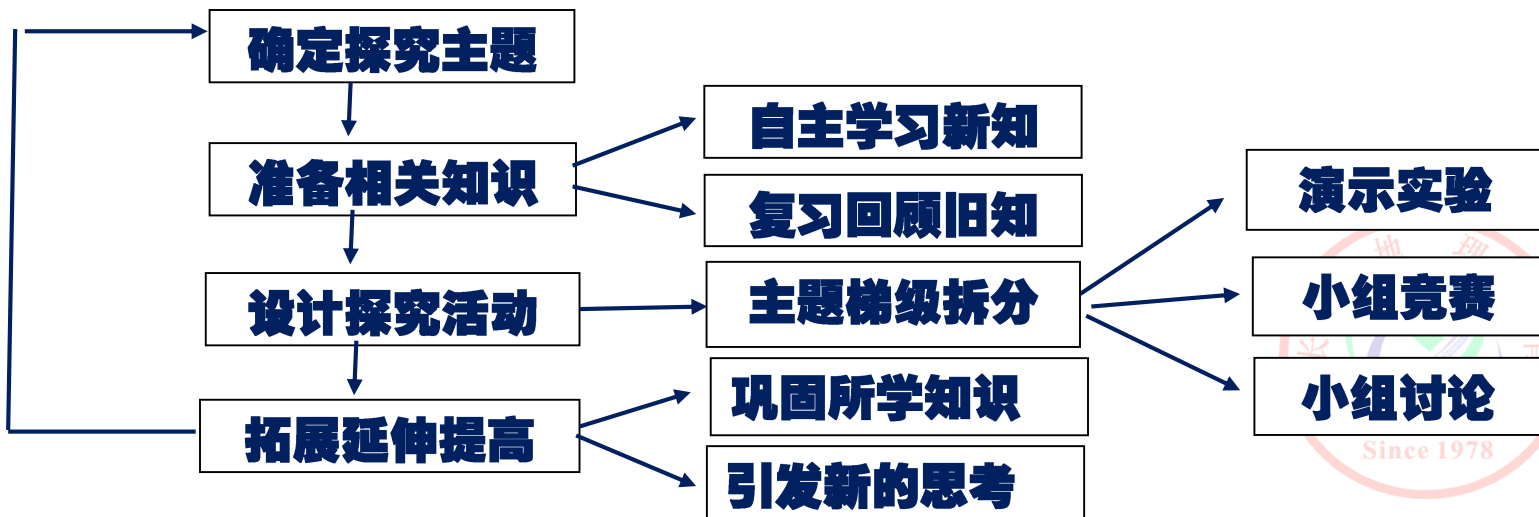 确定探究主题
准备相关知识
设计探究活动
拓展延伸提高
自主学习新知
复习回顾旧知
主题梯级拆分
巩固所学知识
引发新的思考
演示实验
小组竞赛
小组讨论
地 理
长
Since 1978